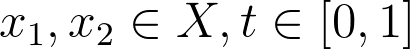 x₁, x₂ ∈ X, t ∈ [0, 1]